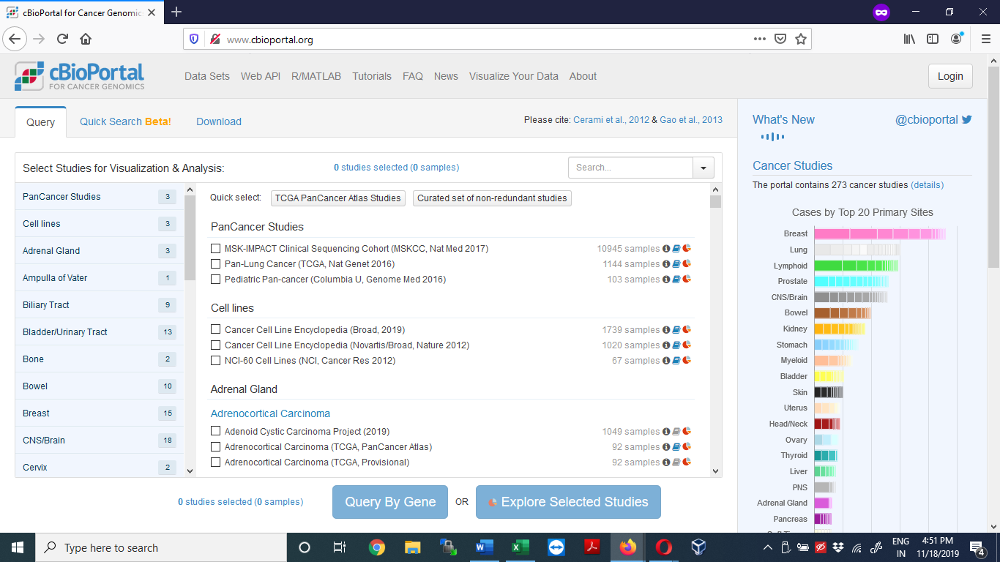 cBioPortal for Cancer Genomic
www.cbioportal.org
cBioPortal
FOR CANCER GENOMICS
Data Sets Web API R/MATLAB Tutorials FAQ News Visualize Your Data About
Login
Query Quick Search Beta! Download
Please cite: Cerami et al., 2012 & Gao et al., 2013
Select Studies for Visualization & Analysis:
0 studies selected (0 samples)
Search...
PanCancer Studies 3
Cell lines 3
Adrenal Gland 3
Ampulla of Vater 1
Biliary Tract 9
Bladder/Urinary Tract 13
Bone 2
Bowel 10
Breast 15
CNS/Brain 18
Cervix 2
Quick select: TCGA PanCancer Atlas Studies Curated set of non-redundant studies
PanCancer Studies
MSK-IMPACT Clinical Sequencing Cohort (MSKCC, Nat Med 2017) 10945 samples
Pan-Lung Cancer (TCGA, Nat Genet 2016) 1144 samples
Pediatric Pan-cancer (Columbia U, Genome Med 2016) 103 samples
Cell lines
Cancer Cell Line Encyclopedia (Broad, 2019) 1739 samples
Cancer Cell Line Encyclopedia (Novartis/Broad, Nature 2012) 1020 samples
NCI-60 Cell Lines (NCI, Cancer Res 2012) 67 samples
Adrenal Gland
Adrenocortical Carcinoma
Adenoid Cystic Carcinoma Project (2019) 1049 samples
Adrenocortical Carcinoma (TCGA, PanCancer Atlas) 92 samples
Adrenocortical Carcinoma (TCGA, Provisional) 92 samples
0 studies selected (0 samples)
Query By Gene OR Explore Selected Studies
What's New @cbioportal
Cancer Studies
The portal contains 273 cancer studies (details)
Cases by Top 20 Primary Sites
Breast
Lung
Lymphoid
Prostate
CNS/Brain
Bowel
Kidney
Stomach
Myeloid
Bladder
Skin
Uterus
Head/Neck
Ovary
Thyroid
Liver
PNS
Adrenal Gland
Pancreas
Type here to search
ENG
IN
4:51 PM
11/18/2019
4